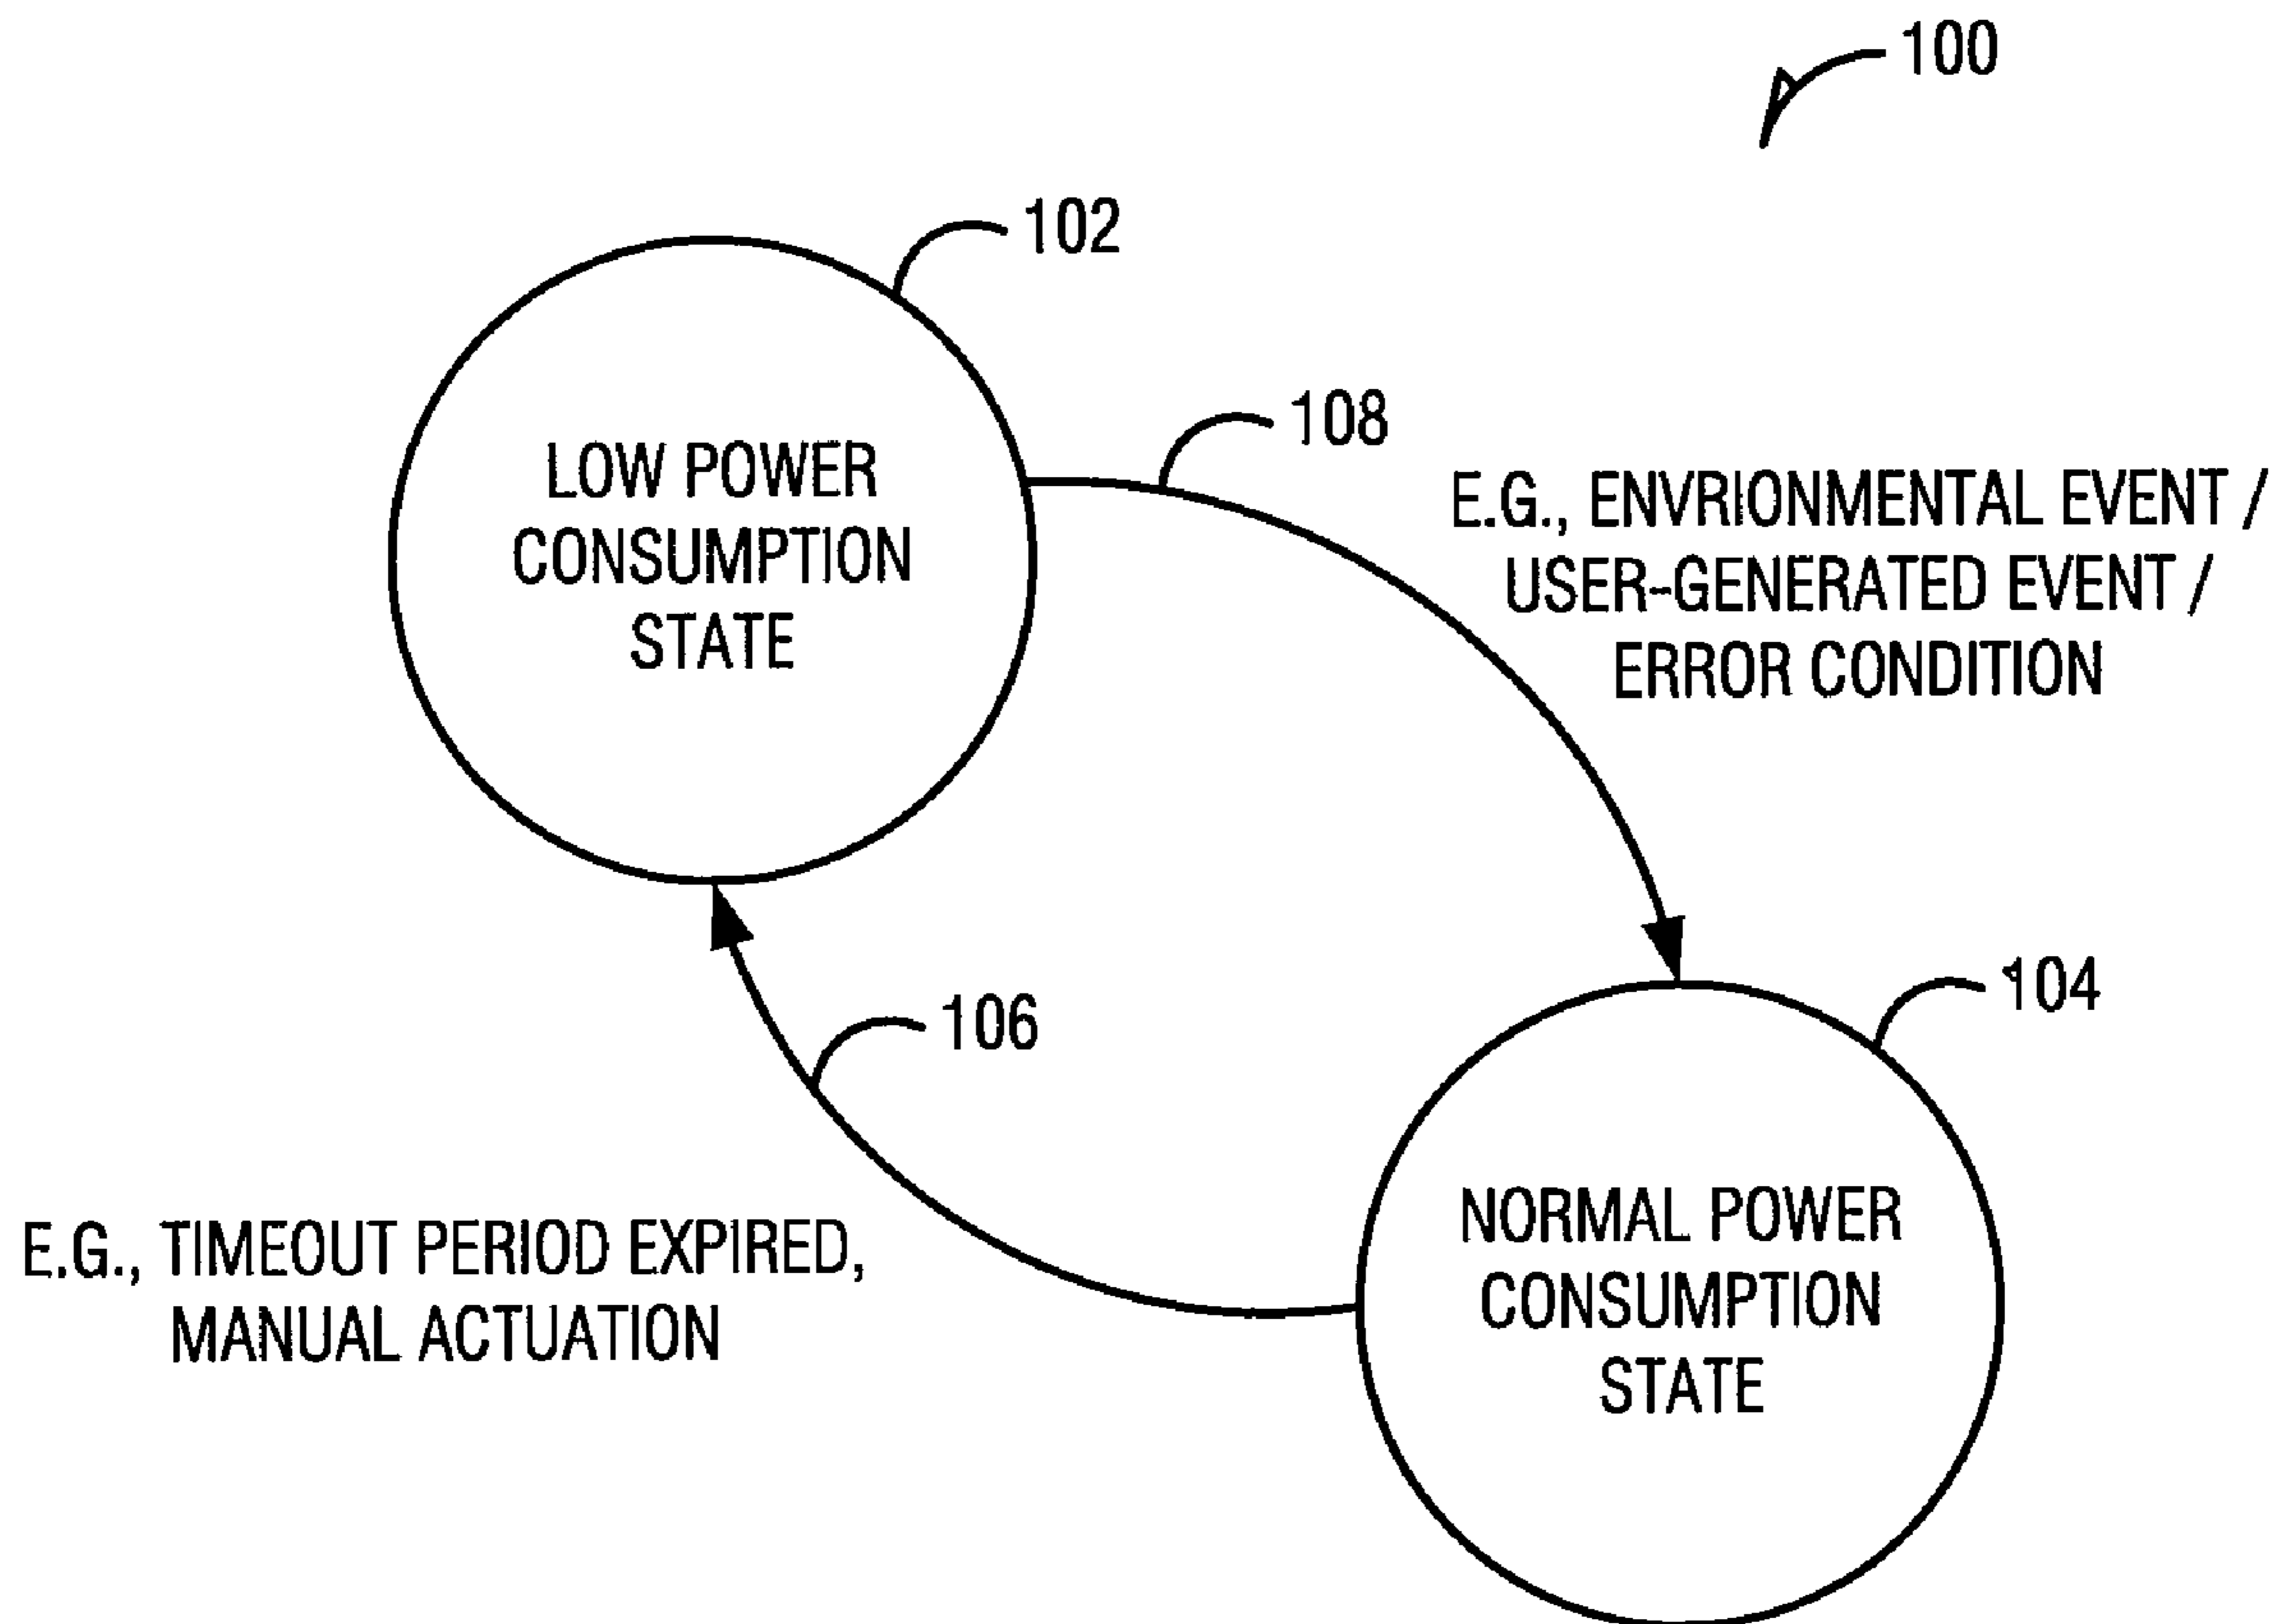 100
102
LOW POWER
CONSUMPTION
STATE
108
E.G., ENVRIONMENTAL EVENT /
USER-GENERATED EVENT /
ERROR CONDITION
106
104
E.G., TIMEOUT PERIOD EXPIRED,
MANUAL ACTUATION
NORMAL POWER
CONSUMPTION
STATE